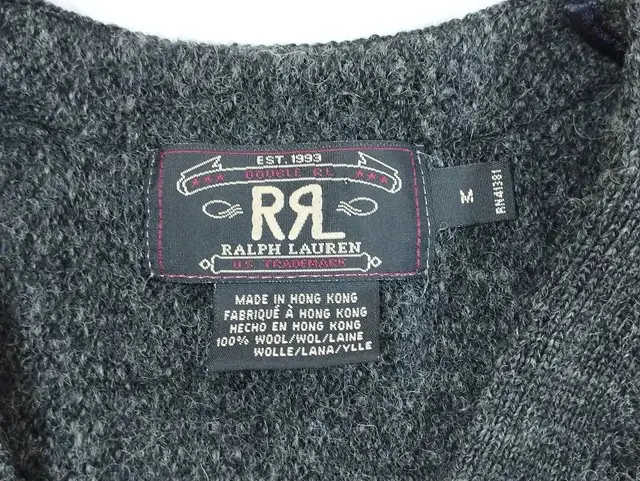 EST. 1993
DOUBLE RL
RRL
RALPH LAUREN
U.S. TRADEMARK
M
RN41381
MADE IN HONG KONG
FABRIQUÉ À HONG KONG
HECHO EN HONG KONG
100% WOOL/WOL/LAINE
WOLLE/LANA/YLLE